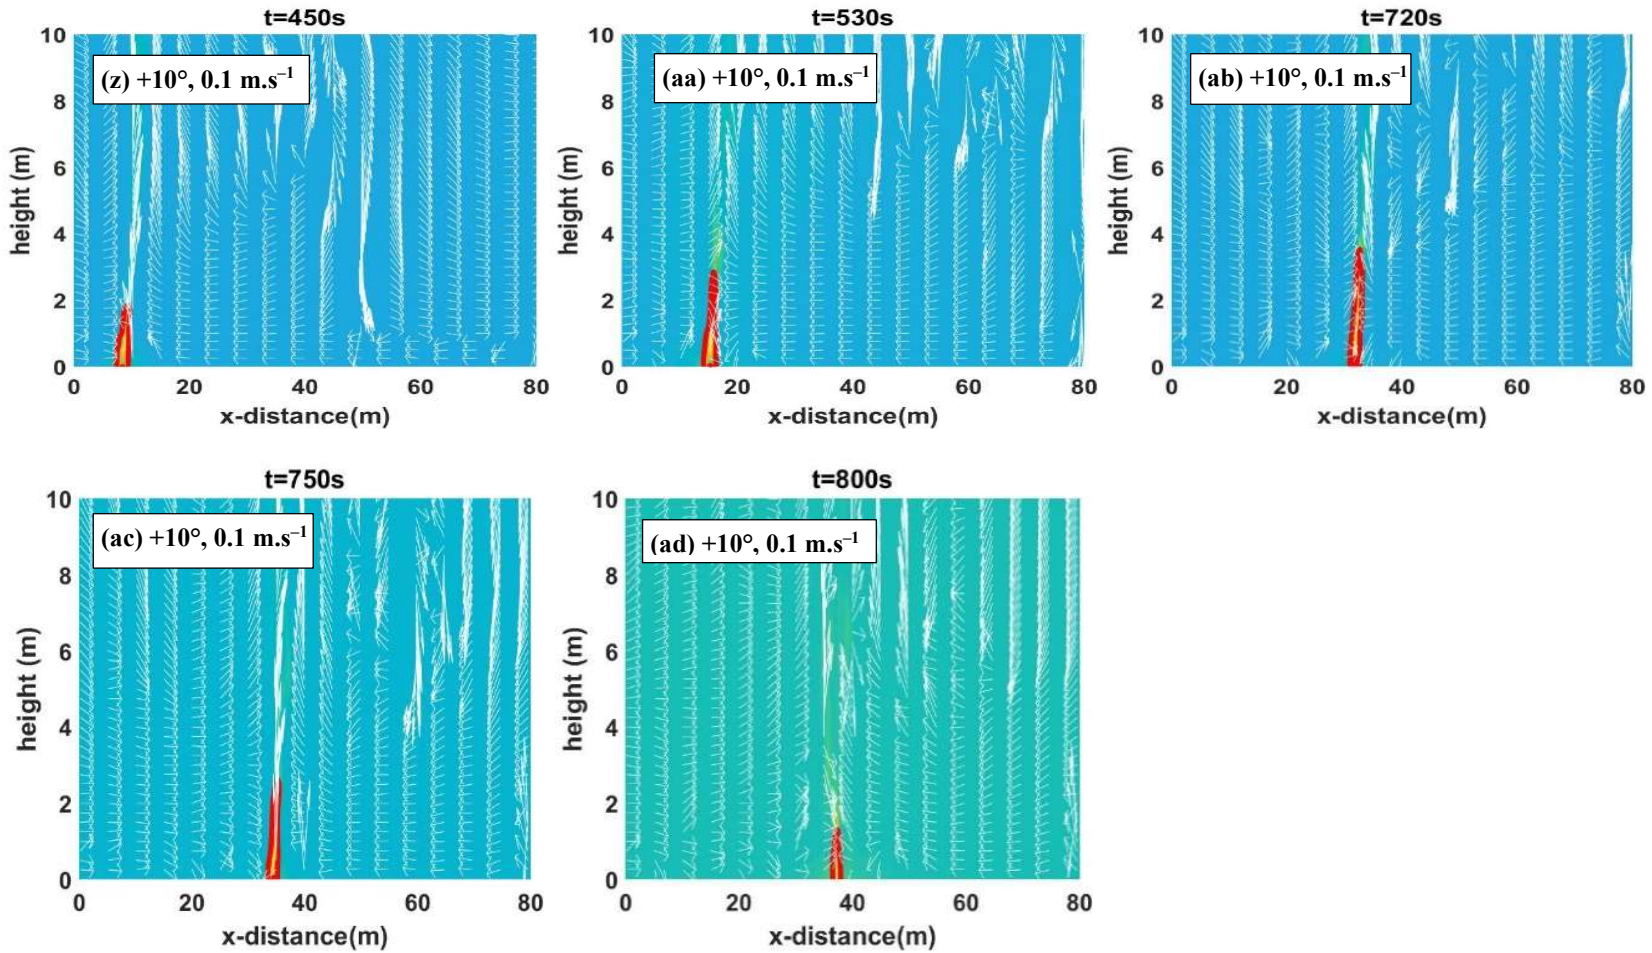 t=450s
10
8
6
4
2
0
height (m)
(z) +10°, 0.1 m.s⁻¹
0 20 40 60 80
x-distance(m)
t=530s
10
8
6
4
2
0
height (m)
(aa) +10°, 0.1 m.s⁻¹
0 20 40 60 80
x-distance(m)
t=720s
10
8
6
4
2
0
height (m)
(ab) +10°, 0.1 m.s⁻¹
0 20 40 60 80
x-distance(m)
t=750s
10
8
6
4
2
0
height (m)
(ac) +10°, 0.1 m.s⁻¹
0 20 40 60 80
x-distance(m)
t=800s
10
8
6
4
2
0
height (m)
(ad) +10°, 0.1 m.s⁻¹
0 20 40 60 80
x-distance(m)